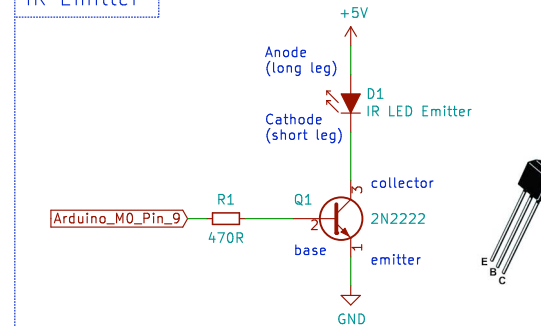 IR Emitter
+5V
Anode
(long leg)
D1
IR LED Emitter
Cathode
(short leg)
3
collector
R1
Q1
Arduino_M0_Pin_9
2
2N2222
470R
base
1
emitter
E
B
C
GND